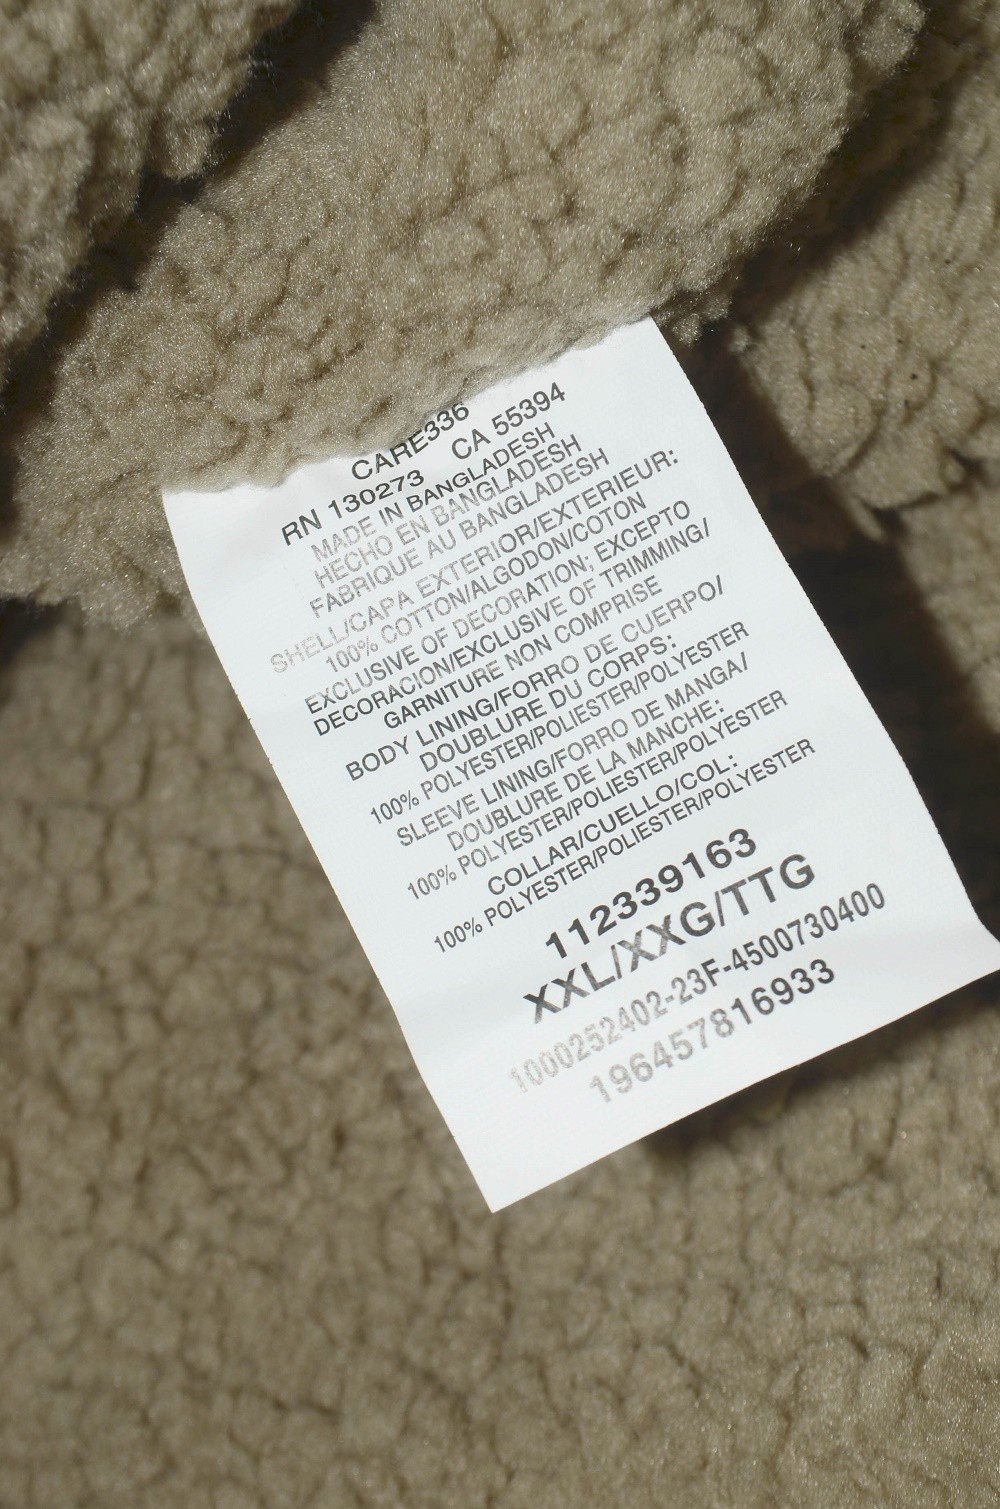 CARE336
RN 130273 CA 55394
MADE IN BANGLADESH
HECHO EN BANGLADESH
FABRIQUE AU BANGLADESH
SHELL/CAPA EXTERIOR/EXTERIEUR:
100% COTTON/ALGODON/COTON
EXCLUSIVE OF DECORATION; EXCEPTO
DECORACION/EXCLUSIVE OF TRIMMING/
GARNITURE NON COMPRISE
BODY LINING/FORRO DE CUERPO/
DOUBLURE DU CORPS:
100% POLYESTER/POLIESTER/POLYESTER
SLEEVE LINING/FORRO DE MANGA/
DOUBLURE DE LA MANCHE:
100% POLYESTER/POLIESTER/POLYESTER
COLLAR/CUELLO/COL:
100% POLYESTER/POLIESTER/POLYESTER
112339163
XXL/XXG/TTG
1000252402-23F-4500730400
196457816933